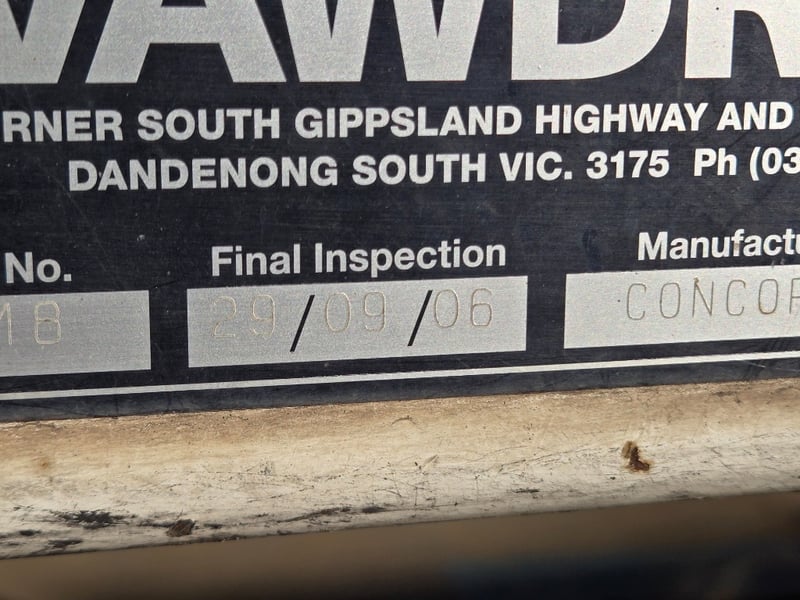 VAWDR
RNER SOUTH GIPPSLAND HIGHWAY AND
DANDENONG SOUTH VIC. 3175 Ph (03
No. Final Inspection Manufactu
18 29/09/06 CONCOR